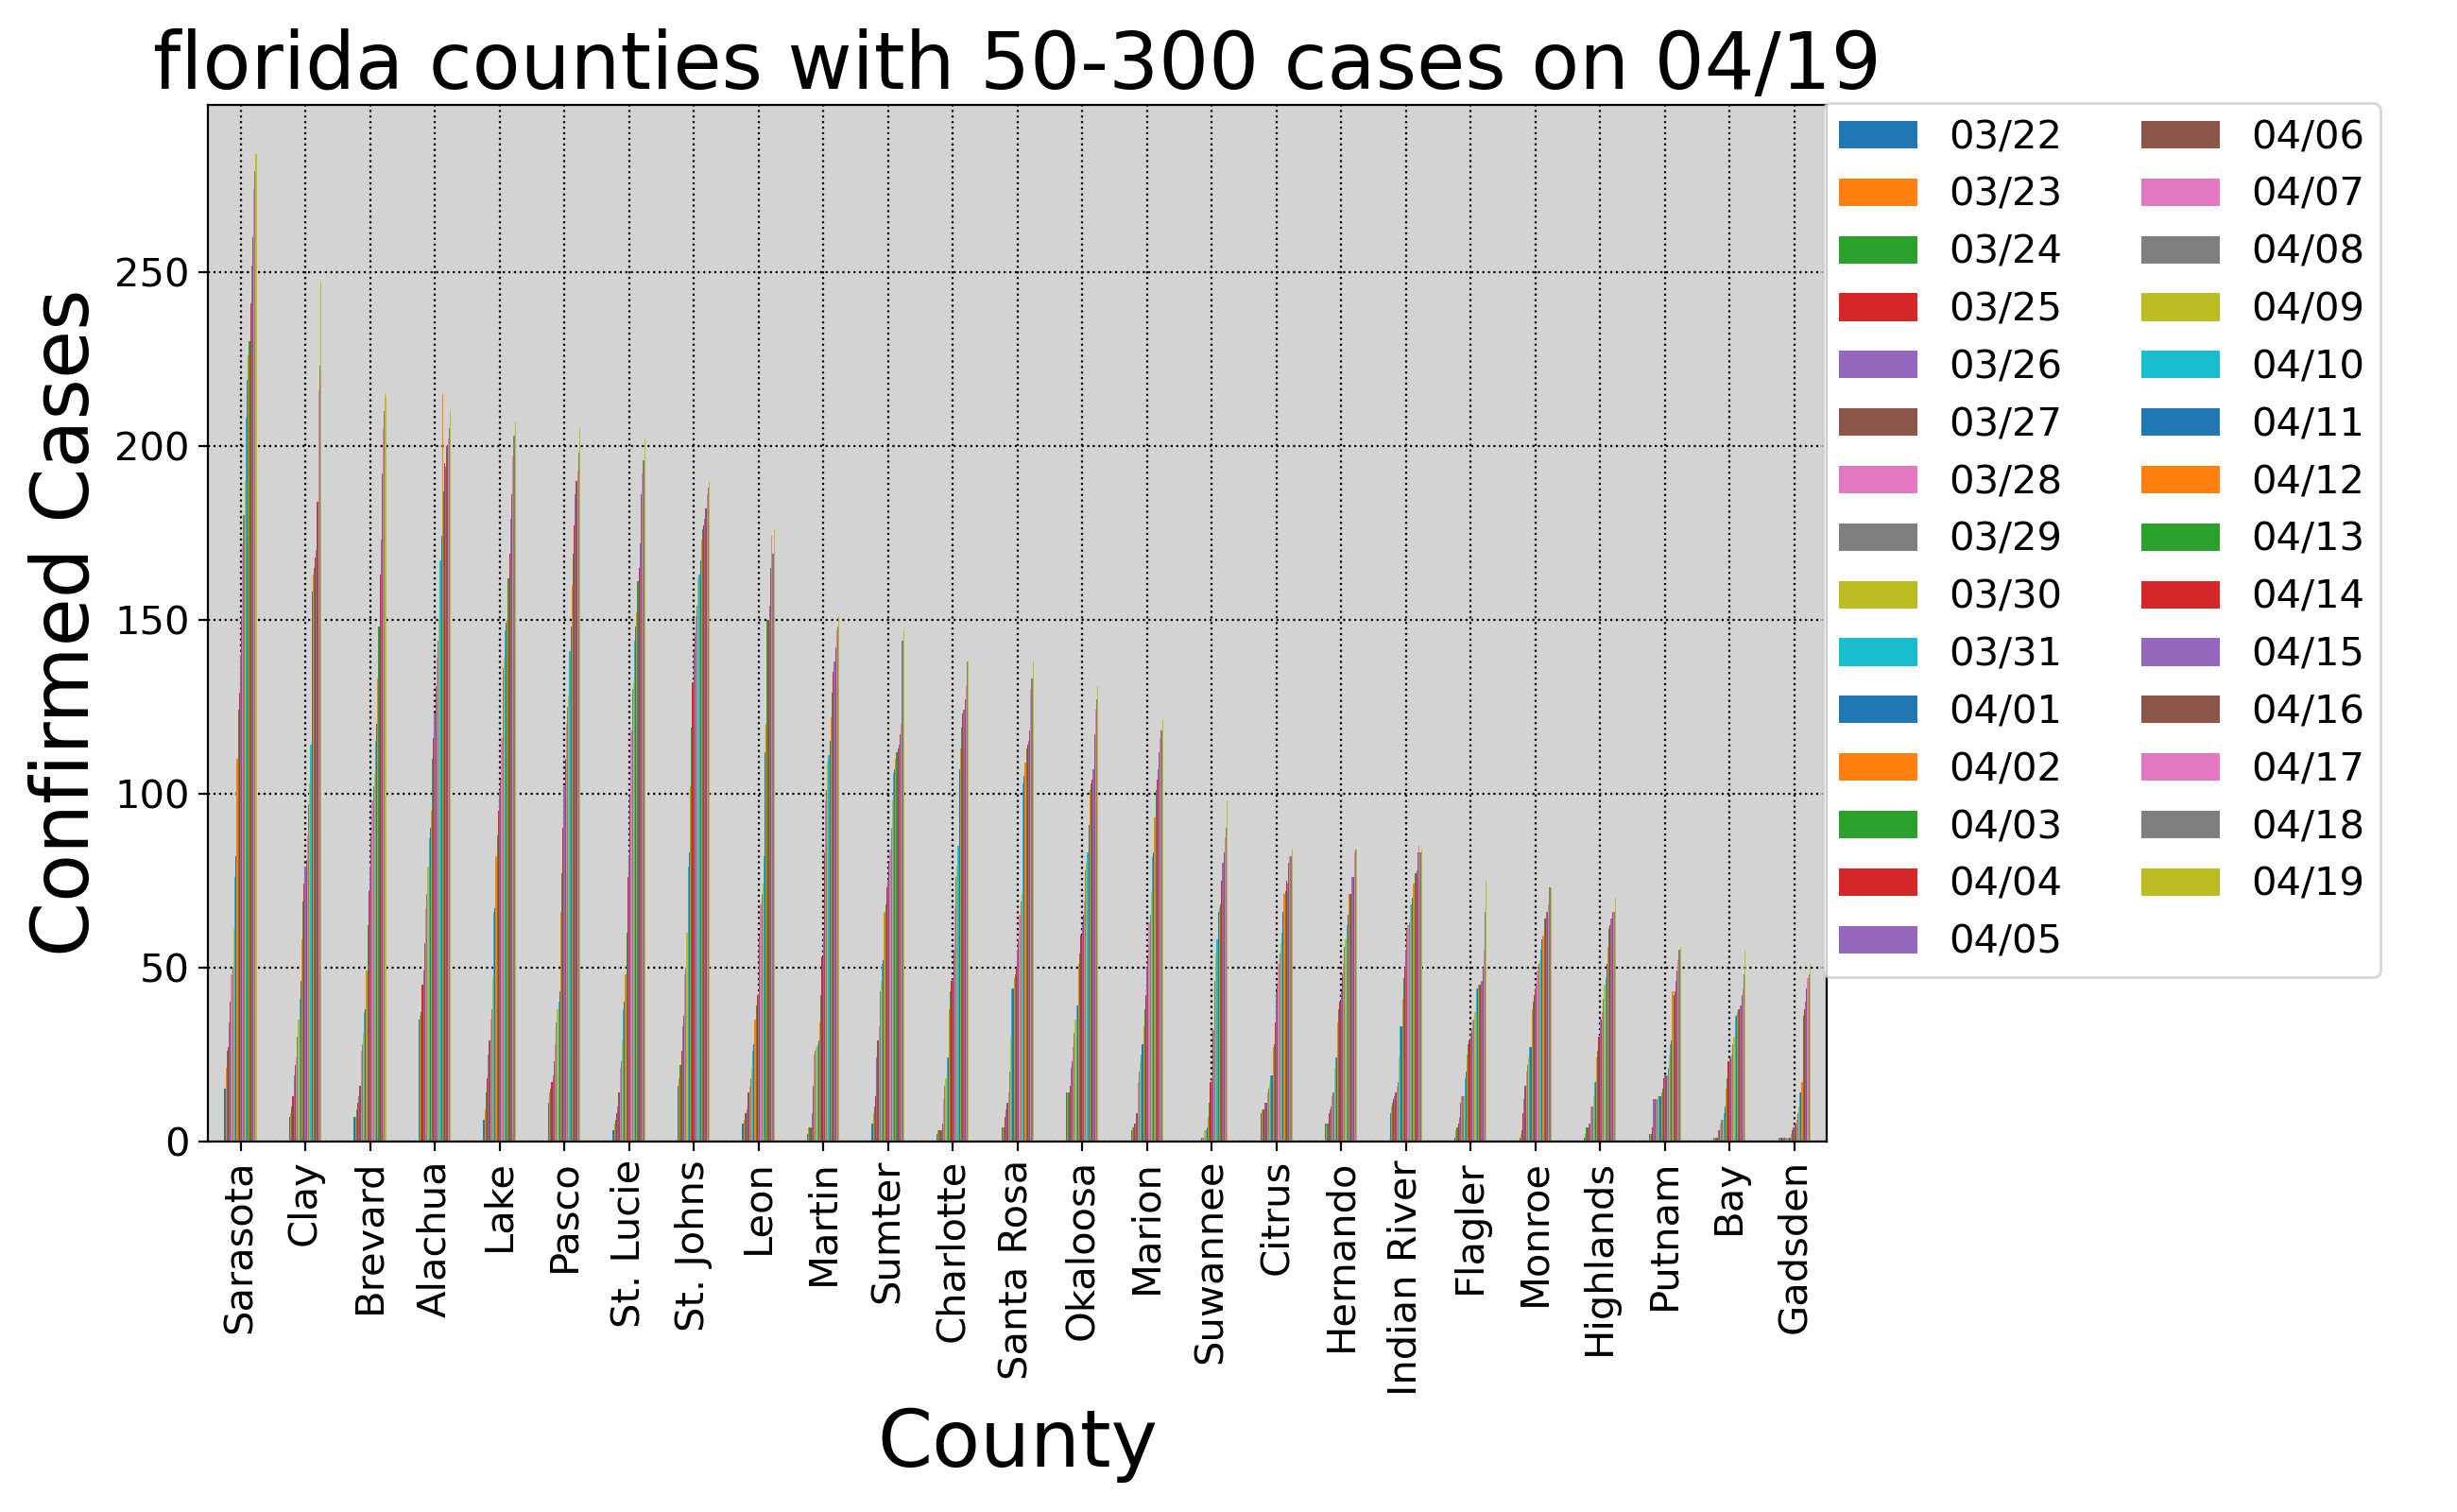 florida counties with 50-300 cases on 04/19
Confirmed Cases
250
200
150
100
50
0
Sarasota
Clay
Brevard
Alachua
Lake
Pasco
St. Lucie
St. Johns
Leon
Martin
Sumter
Charlotte
Santa Rosa
Okaloosa
Marion
Suwannee
Citrus
Hernando
Indian River
Flagler
Monroe
Highlands
Putnam
Bay
Gadsden
County
03/22
03/23
03/24
03/25
03/26
03/27
03/28
03/29
03/30
03/31
04/01
04/02
04/03
04/04
04/05
04/06
04/07
04/08
04/09
04/10
04/11
04/12
04/13
04/14
04/15
04/16
04/17
04/18
04/19